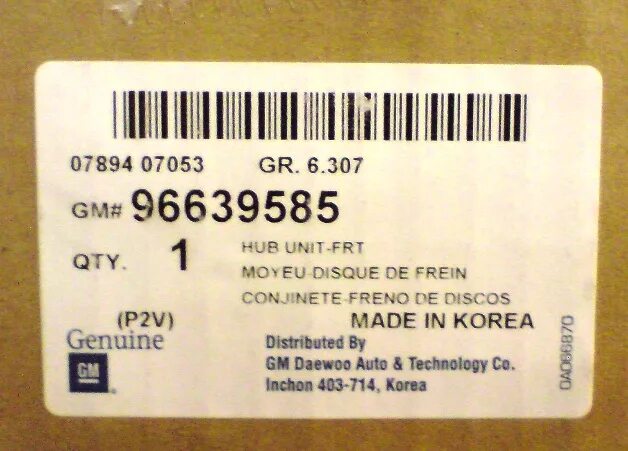 07894 07053 GR. 6.307
GM# 96639585
QTY. 1 HUB UNIT-FRT
MOYEU-DISQUE DE FREIN
CONJINETE-FRENO DE DISCOS
(P2V) MADE IN KOREA
Genuine
GM
Distributed By
GM Daewoo Auto & Technology Co.
Inchon 403-714, Korea
0A066870